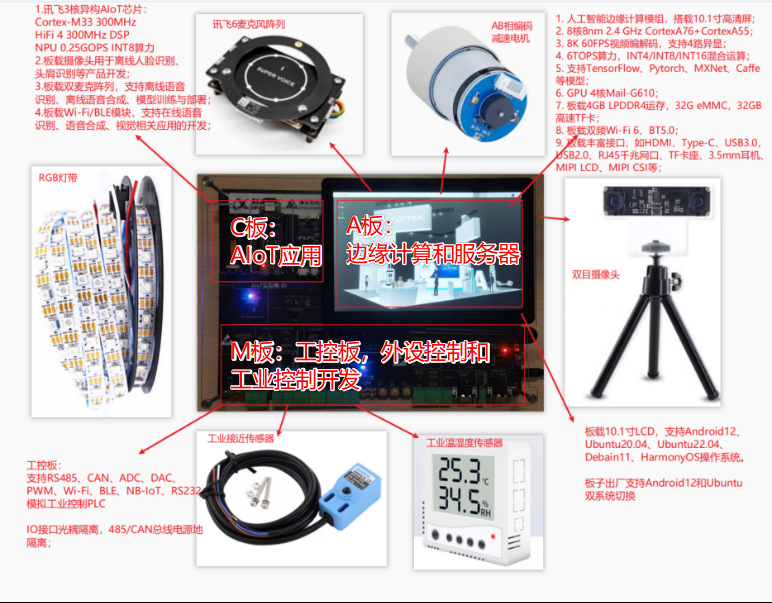 1.讯飞3核异构AIoT芯片:
Cortex-M33 300MHz
HiFi 4 300MHz DSP
NPU 0.25GOPS INT8算力
2.板载摄像头用于离线人脸识别、
头肩识别等产品开发;
3.板载双麦克阵列，支持离线语音
识别、离线语音合成、模型训练与部署;
4.板载Wi-Fi/BLE模块，支持在线语音
识别、语音合成、视觉相关应用的开发;
讯飞6麦克风阵列
SUPER VOICE
AB相编码
减速电机
1. 人工智能边缘计算模组，搭载10.1寸高清屏;
2. 8核8nm 2.4 GHz CortexA76+CortexA55;
3. 8K 60FPS视频编解码，支持4路异显;
4. 6TOPS算力，INT4/INT8/INT16混合运算;
5. 支持TensorFlow、Pytorch、MXNet、Caffe
等模型;
6. GPU 4核Mail-G610;
7. 板载4GB LPDDR4运存，32G eMMC，32GB
高速TF卡;
8. 板载双频Wi-Fi 6、BT5.0;
9. 板载丰富接口，如HDMI、Type-C、USB3.0、
USB2.0、RJ45千兆网口、TF卡座、3.5mm耳机、
MIPI LCD、MIPI CSI等;
RGB灯带
C板:
AIoT应用
A板:
边缘计算和服务器
M板: 工控板，外设控制和
工业控制开发
双目摄像头
板载10.1寸LCD，支持Android12、
Ubuntu20.04、Ubuntu22.04、
Debain11、HarmonyOS操作系统。
板子出厂支持Android12和Ubuntu
双系统切换
工控板:
支持RS485、CAN、ADC、DAC、
PWM、Wi-Fi、BLE、NB-IoT、RS232
模拟工业控制PLC
IO接口光耦隔离，485/CAN总线电源地
隔离;
工业接近传感器
工业温湿度传感器
25.3
℃
34.5
%
RH